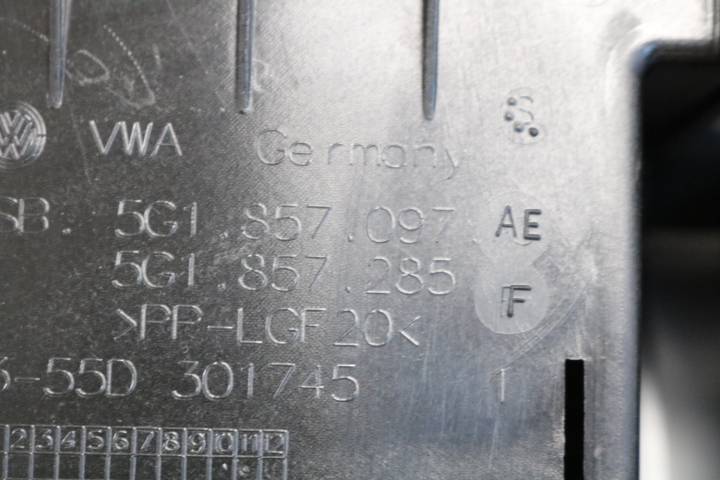 VWA Germany
SB. 5G1.857.097. AE
5G1.857.285 F
>PP-LGF20<
-55D 301745 1
2 3 4 5 6 7 8 9 10 11 12